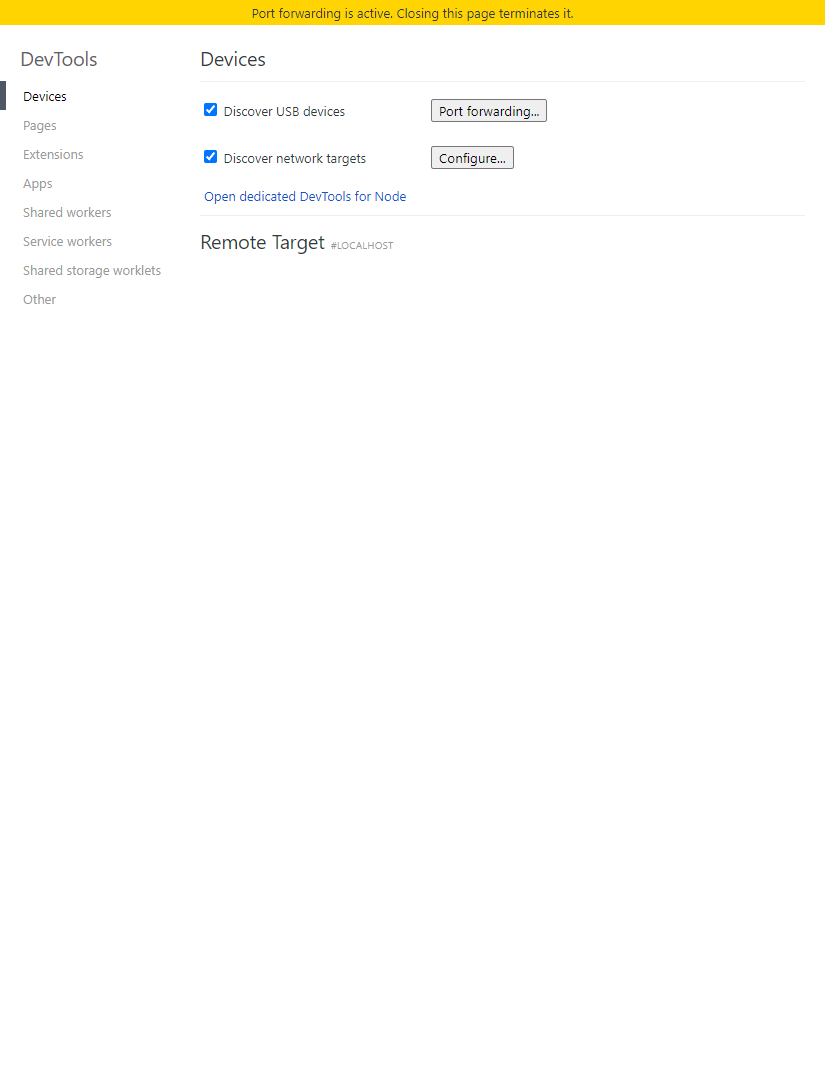 Port forwarding is active. Closing this page terminates it.
DevTools
Devices
Pages
Extensions
Apps
Shared workers
Service workers
Shared storage worklets
Other
Devices
Discover USB devices
Port forwarding...
Discover network targets
Configure...
Open dedicated DevTools for Node
Remote Target #LOCALHOST